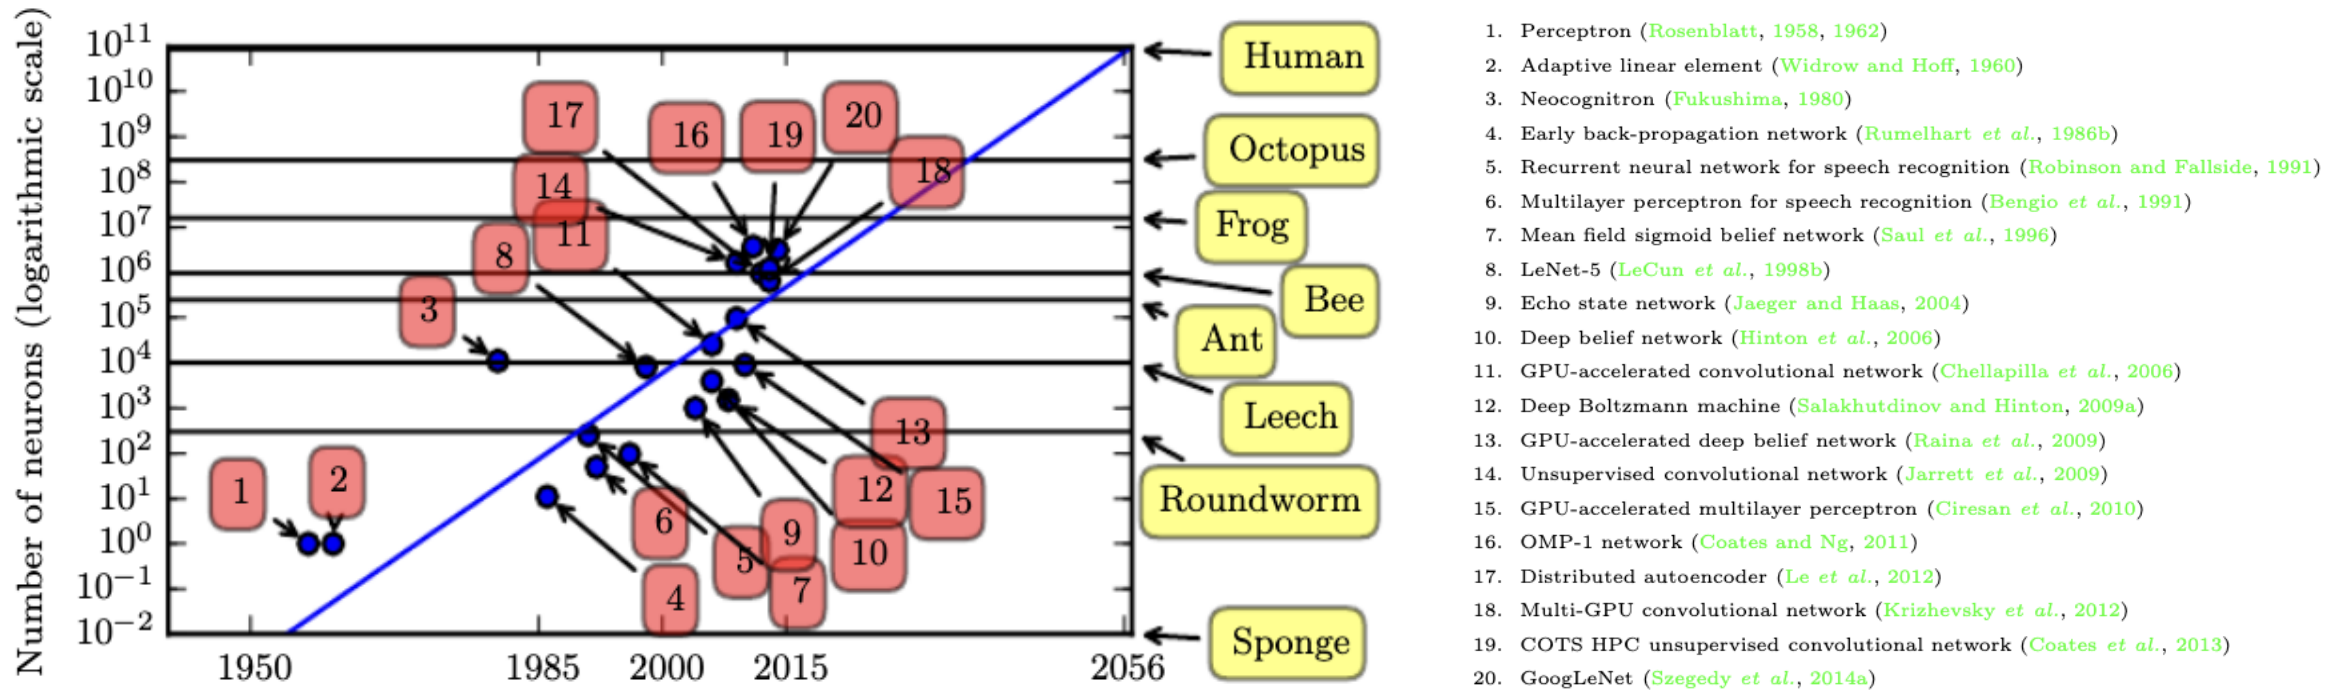 Number of neurons (logarithmic scale)
10^11
10^10
10^9
10^8
10^7
10^6
10^5
10^4
10^3
10^2
10^1
10^0
10^−1
10^−2
1950
1985
2000
2015
2056
17
16
19
20
14
18
11
8
3
13
1
2
12
15
6
9
5
10
4
7
Human
Octopus
Frog
Bee
Ant
Leech
Roundworm
Sponge
1. Perceptron (Rosenblatt, 1958, 1962)
2. Adaptive linear element (Widrow and Hoff, 1960)
3. Neocognitron (Fukushima, 1980)
4. Early back-propagation network (Rumelhart et al., 1986b)
5. Recurrent neural network for speech recognition (Robinson and Fallside, 1991)
6. Multilayer perceptron for speech recognition (Bengio et al., 1991)
7. Mean field sigmoid belief network (Saul et al., 1996)
8. LeNet-5 (LeCun et al., 1998b)
9. Echo state network (Jaeger and Haas, 2004)
10. Deep belief network (Hinton et al., 2006)
11. GPU-accelerated convolutional network (Chellapilla et al., 2006)
12. Deep Boltzmann machine (Salakhutdinov and Hinton, 2009a)
13. GPU-accelerated deep belief network (Raina et al., 2009)
14. Unsupervised convolutional network (Jarrett et al., 2009)
15. GPU-accelerated multilayer perceptron (Ciresan et al., 2010)
16. OMP-1 network (Coates and Ng, 2011)
17. Distributed autoencoder (Le et al., 2012)
18. Multi-GPU convolutional network (Krizhevsky et al., 2012)
19. COTS HPC unsupervised convolutional network (Coates et al., 2013)
20. GoogLeNet (Szegedy et al., 2014a)